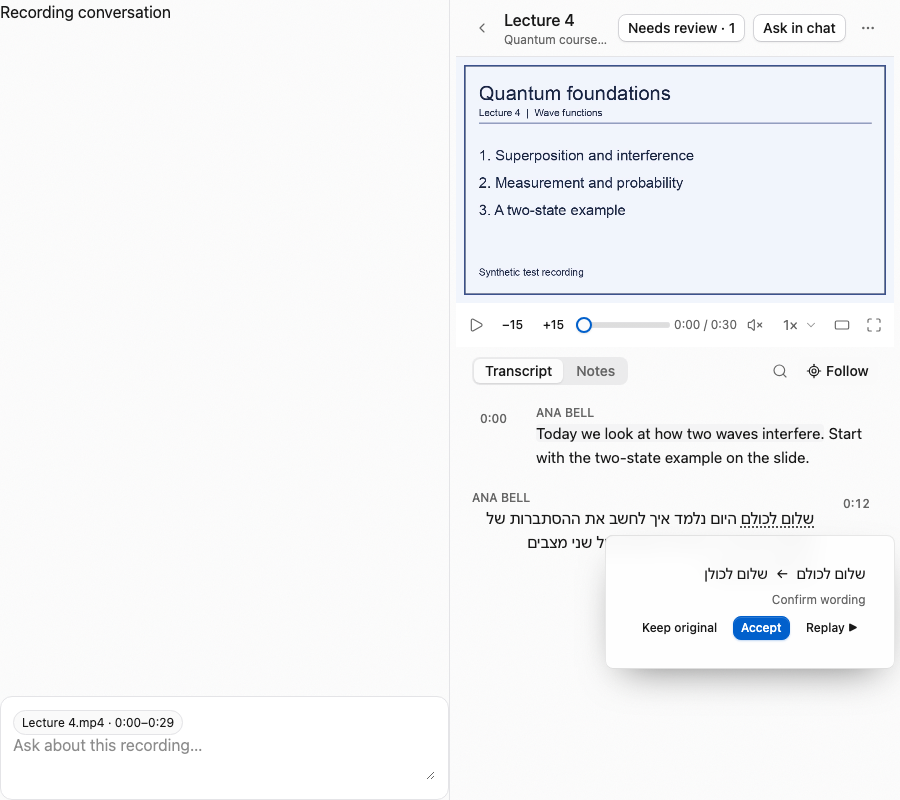 Recording conversation
Lecture 4.mp4 · 0:00–0:29
Ask about this recording...
Lecture 4
Quantum course...
Needs review · 1
Ask in chat
Quantum foundations
Lecture 4 | Wave functions
1. Superposition and interference
2. Measurement and probability
3. A two-state example
Synthetic test recording
−15 +15 0:00 / 0:30 1x
Transcript Notes Follow
0:00
ANA BELL
Today we look at how two waves interfere. Start
with the two-state example on the slide.
ANA BELL
0:12
שלום לכולם היום נלמד איך לחשב את ההסתברות של
שני מצבים
שלום לכולם ← שלום לכולן
Confirm wording
Keep original Accept Replay